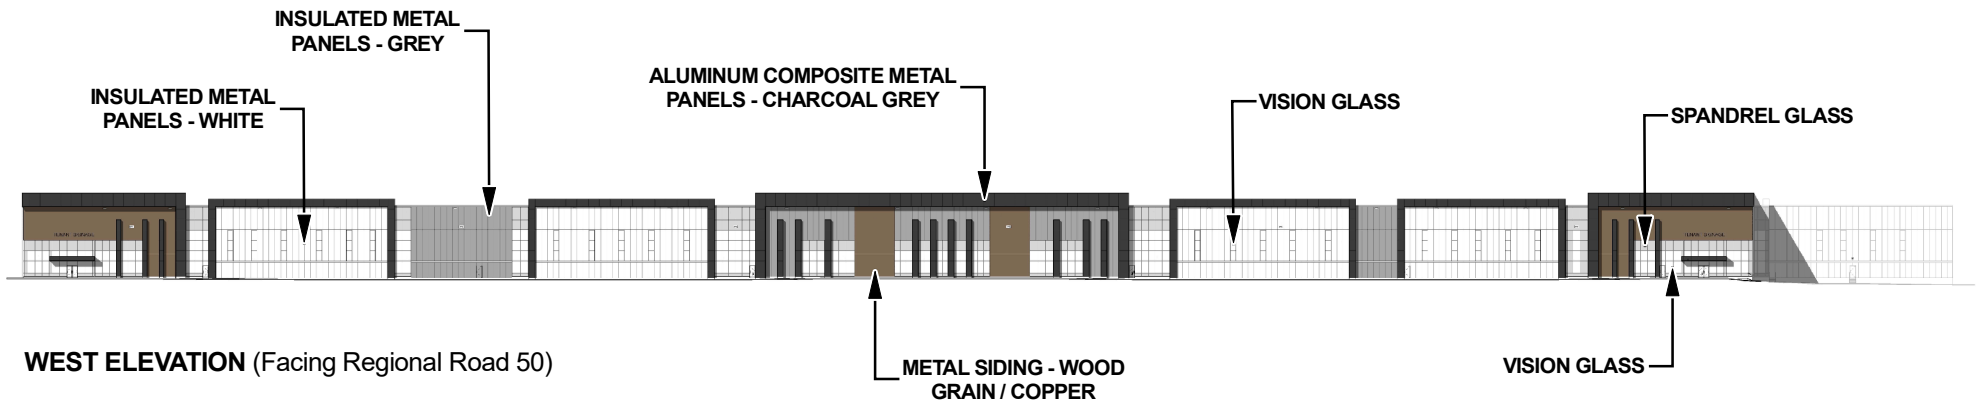 INSULATED METAL
PANELS - GREY
INSULATED METAL
PANELS - WHITE
ALUMINUM COMPOSITE METAL
PANELS - CHARCOAL GREY
VISION GLASS
SPANDREL GLASS
WEST ELEVATION (Facing Regional Road 50)
METAL SIDING - WOOD
GRAIN / COPPER
VISION GLASS